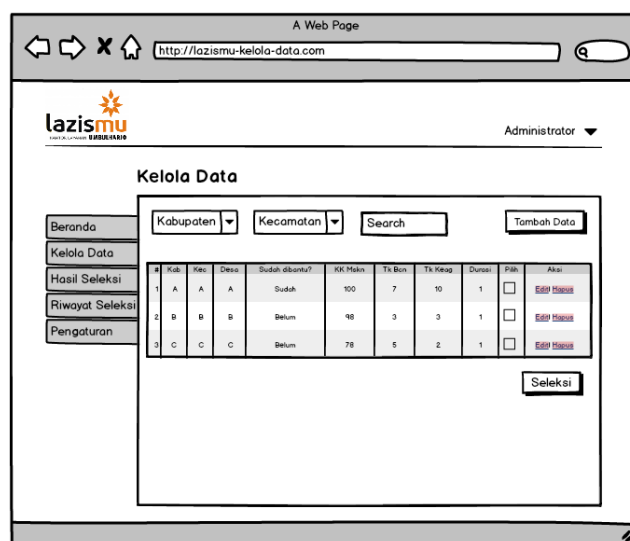 A Web Page
http://lazismu-kelola-data.com
lazismu
UMBULHARJO
Administrator
Kelola Data
Beranda
Kelola Data
Hasil Seleksi
Riwayat Seleksi
Pengaturan
Kabupaten Kecamatan Search Tambah Data
# Kab Kec Desa Sudah dibantu? KK Mskn Tk Bcn Tk Keag Durasi Pilih Aksi
1 A A A Sudah 100 7 10 1 Edit| Hapus
2 B B B Belum 98 3 3 1 Edit| Hapus
3 C C C Belum 78 5 2 1 Edit| Hapus
Seleksi